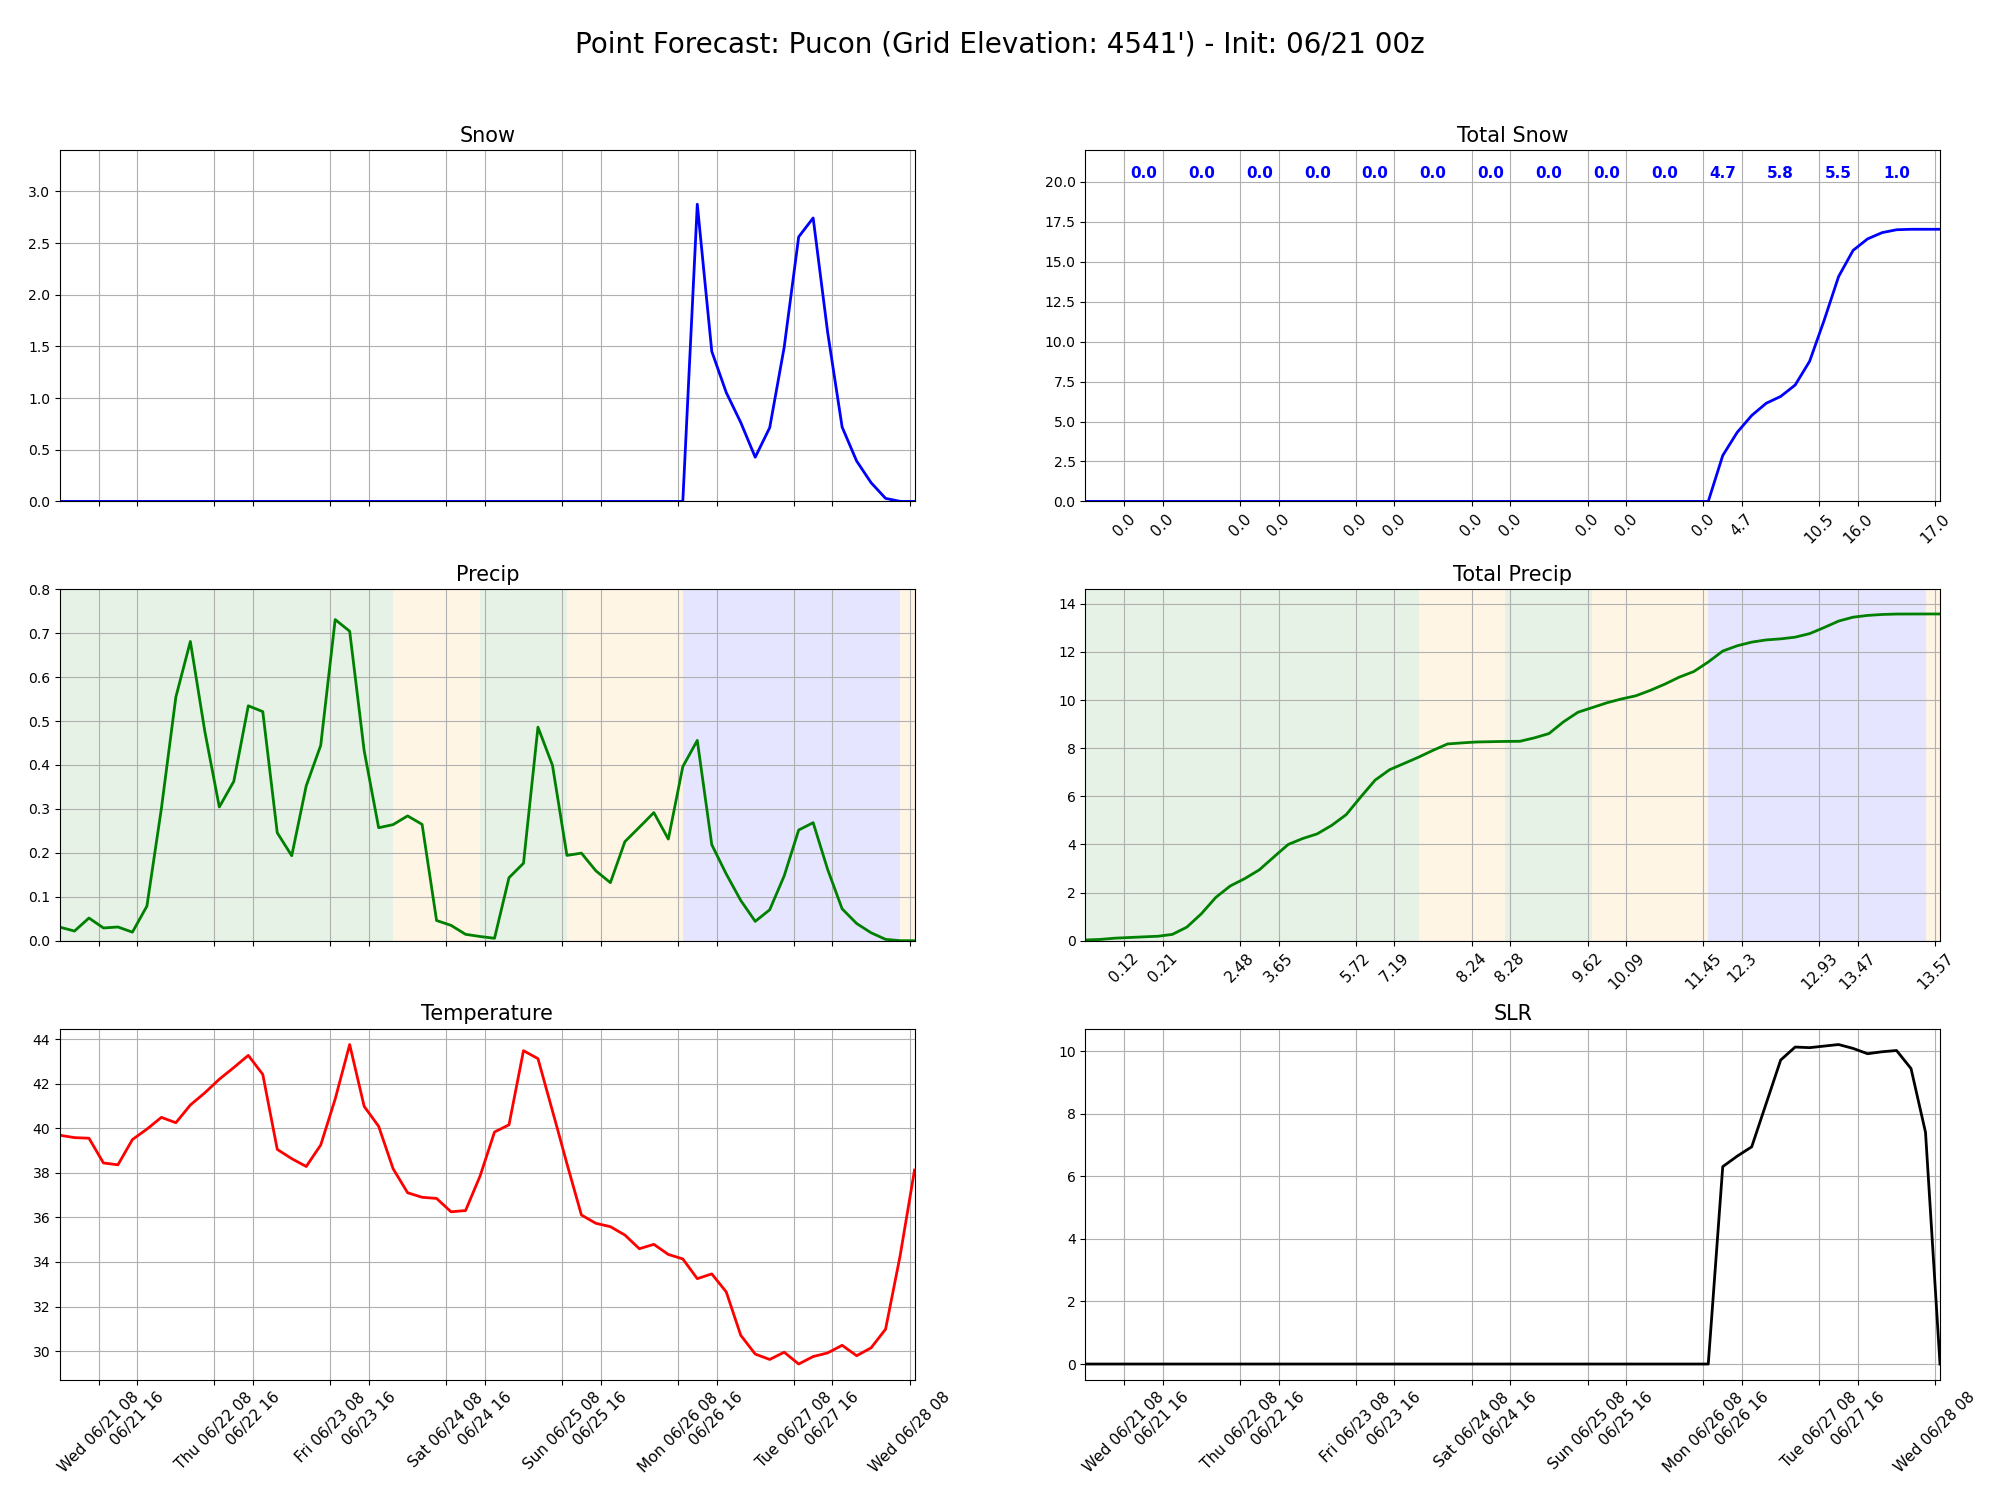 Point Forecast: Pucon (Grid Elevation: 4541') - Init: 06/21 00z
Snow
3.0
2.5
2.0
1.5
1.0
0.5
0.0
Total Snow
0.0 0.0 0.0 0.0 0.0 0.0 0.0 0.0 0.0 0.0 4.7 5.8 5.5 1.0
20.0
17.5
15.0
12.5
10.0
7.5
5.0
2.5
0.0
0.0 0.0 0.0 0.0 0.0 0.0 0.0 0.0 0.0 0.0 0.0 4.7 10.5 16.0 17.0
Precip
0.8
0.7
0.6
0.5
0.4
0.3
0.2
0.1
0.0
Total Precip
14
12
10
8
6
4
2
0
0.12 0.21 2.48 3.65 5.72 7.19 8.24 8.28 9.62 10.09 11.45 12.3 12.93 13.47 13.57
Temperature
44
42
40
38
36
34
32
30
Wed 06/21 08
06/21 16
Thu 06/22 08
06/22 16
Fri 06/23 08
06/23 16
Sat 06/24 08
06/24 16
Sun 06/25 08
06/25 16
Mon 06/26 08
06/26 16
Tue 06/27 08
06/27 16
Wed 06/28 08
SLR
10
8
6
4
2
0
Wed 06/21 08
06/21 16
Thu 06/22 08
06/22 16
Fri 06/23 08
06/23 16
Sat 06/24 08
06/24 16
Sun 06/25 08
06/25 16
Mon 06/26 08
06/26 16
Tue 06/27 08
06/27 16
Wed 06/28 08